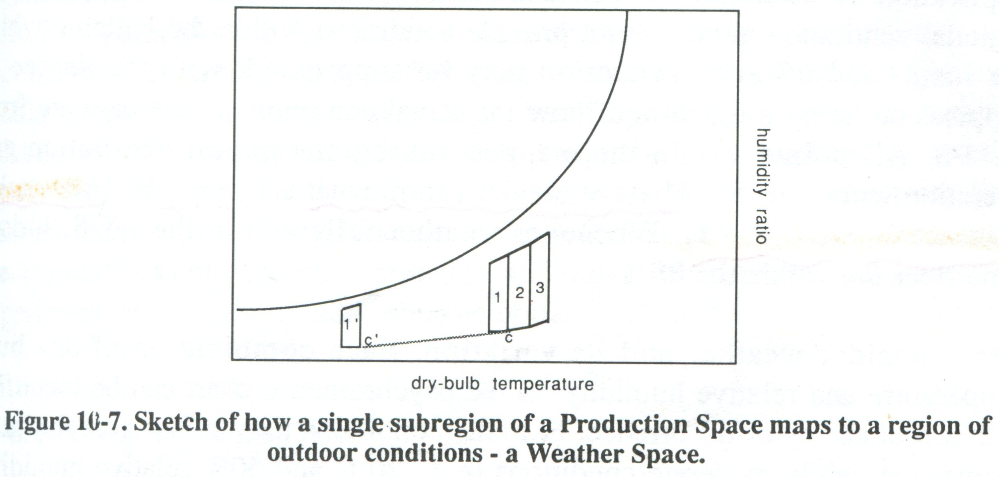 humidity ratio
1
2
3
1'
c'
c
dry-bulb temperature
Figure 10-7. Sketch of how a single subregion of a Production Space maps to a region of
outdoor conditions - a Weather Space.